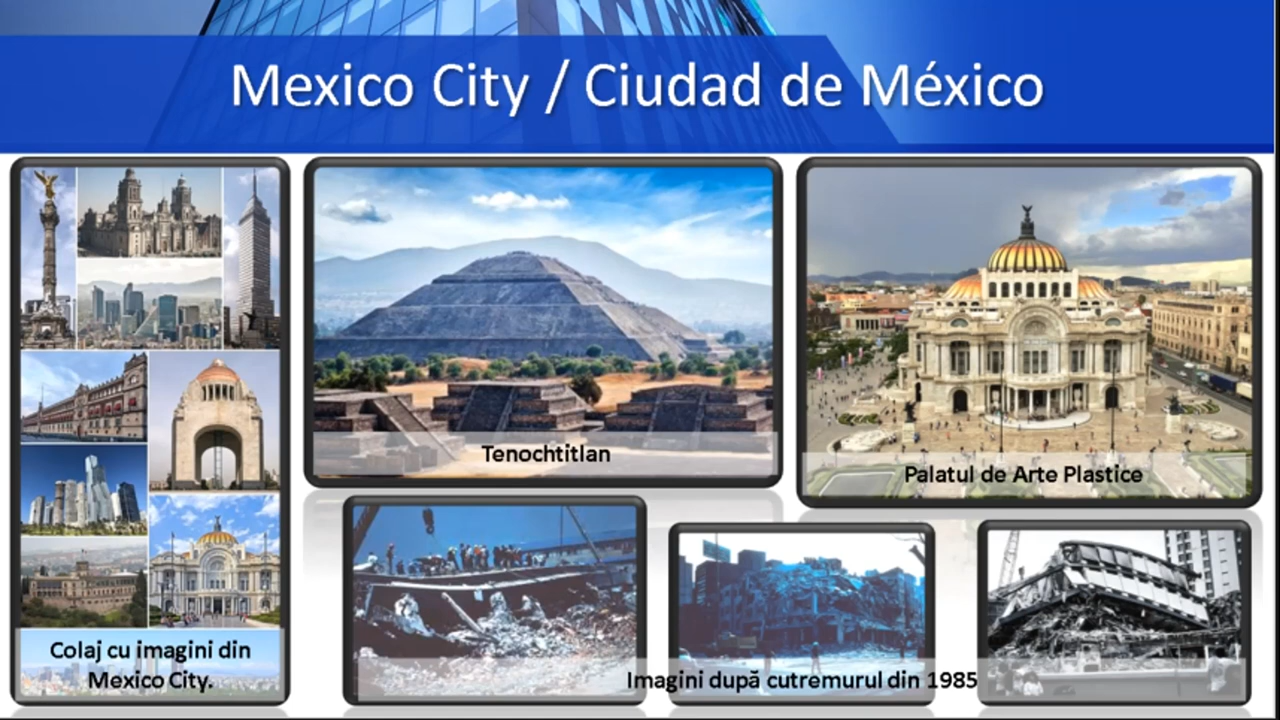 Mexico City / Ciudad de México
Tenochtitlan
Palatul de Arte Plastice
Colaj cu imagini din
Mexico City.
Imagini după cutremurul din 1985